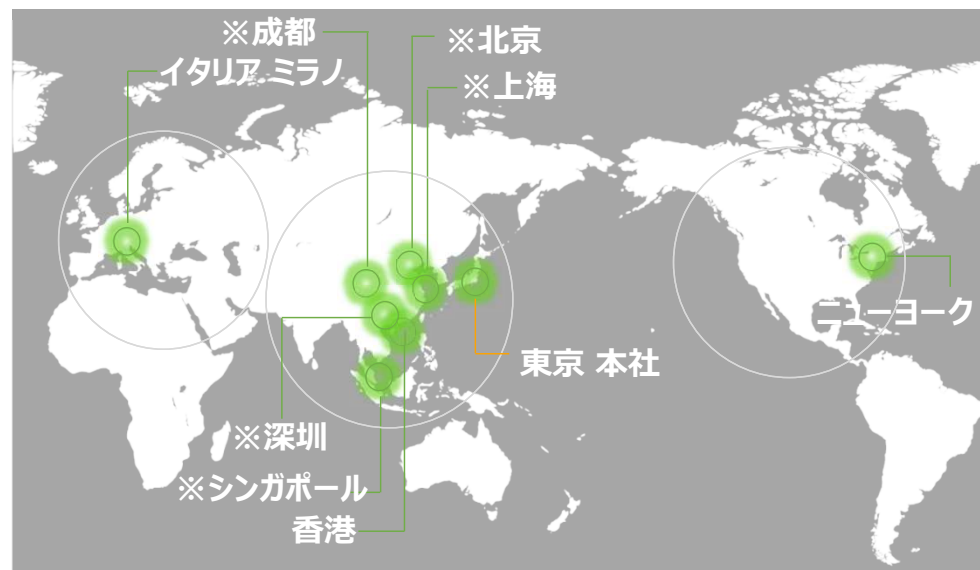 ※成都
※北京
イタリア ミラノ
※上海
ニューヨーク
東京 本社
※深圳
※シンガポール
香港